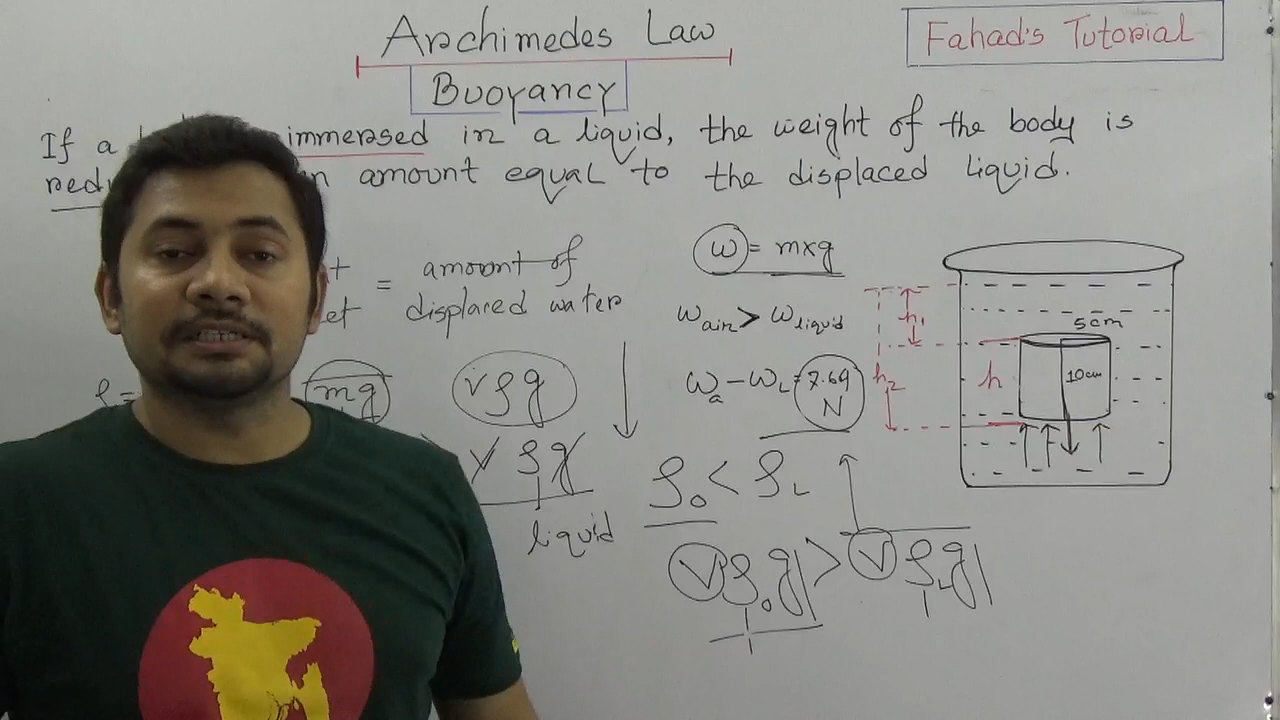 Archimedes Law
Fahad's Tutorial
Buoyancy
If a immersed in a liquid, the weight of the body is
amount equal to the displaced liquid.
= amount of
displaced water
w = m×g
w_air > w_liquid
w_a - w_L = 7.69
N
mg
vρg
vρg
liquid
ρ_o < ρ_L
vρ_o g > vρ_L g
h₁
h₂
h
5cm
10cm